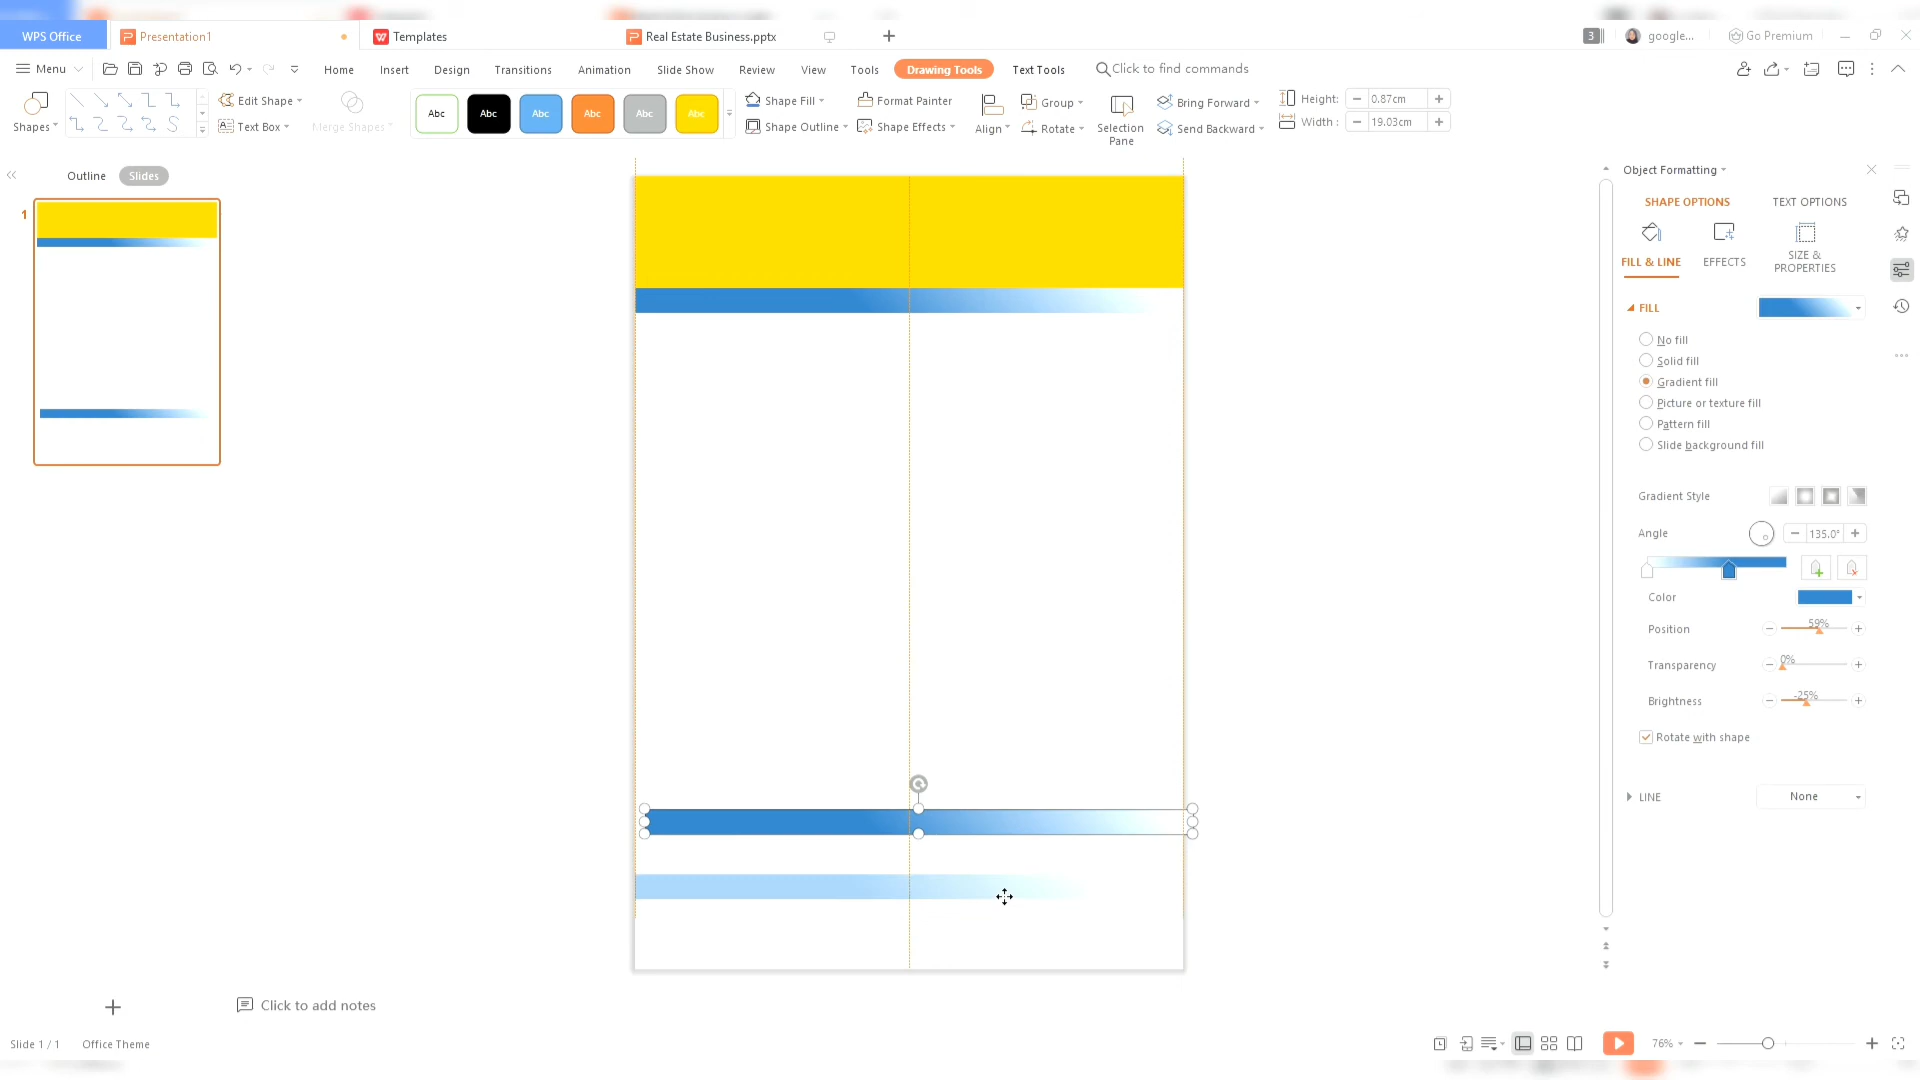 WPS Office
Presentation1
Templates
Real Estate Business.pptx
3
google...
Go Premium
Menu
Home
Insert
Design
Transitions
Animation
Slide Show
Review
View
Tools
Drawing Tools
Text Tools
Click to find commands
Shapes
Edit Shape
Text Box
Merge Shapes
Abc
Abc
Abc
Abc
Abc
Abc
Shape Fill
Shape Outline
Format Painter
Shape Effects
Align
Group
Rotate
Selection
Pane
Bring Forward
Send Backward
Height:
0.87cm
Width :
19.03cm
Outline
Slides
1
Object Formatting
SHAPE OPTIONS
TEXT OPTIONS
FILL & LINE
EFFECTS
SIZE &
PROPERTIES
FILL
No fill
Solid fill
Gradient fill
Picture or texture fill
Pattern fill
Slide background fill
Gradient Style
Angle
135.0°
Color
Position
59%
Transparency
0%
Brightness
-25%
Rotate with shape
LINE
None
Click to add notes
Slide 1 / 1
Office Theme
76%